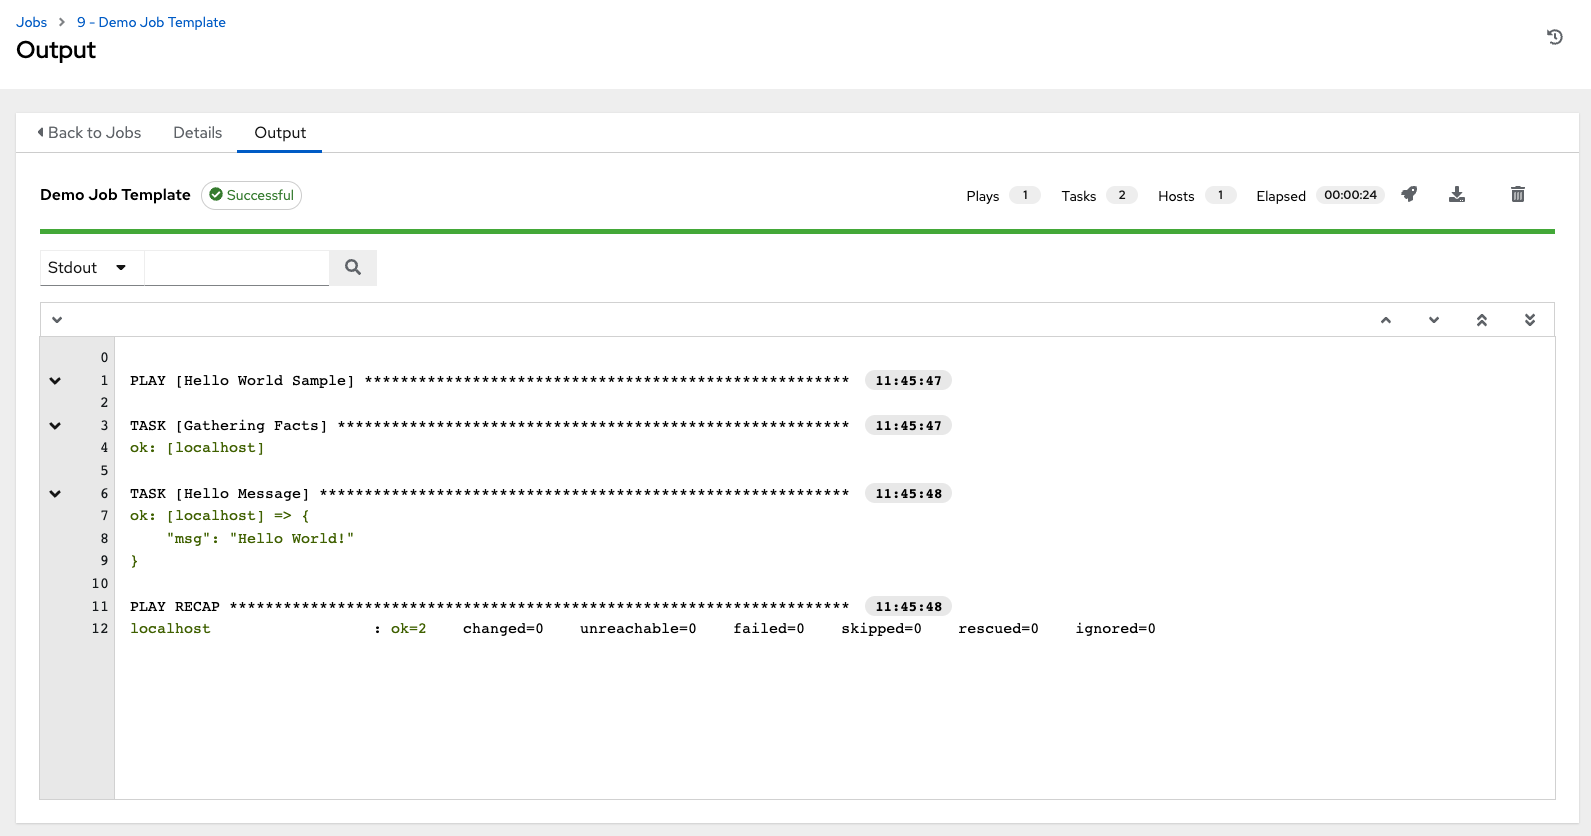 Jobs > 9 - Demo Job Template
Output
Back to Jobs Details Output
Demo Job Template Successful Plays 1 Tasks 2 Hosts 1 Elapsed 00:00:24
Stdout
0
1 PLAY [Hello World Sample] ****************************************************** 11:45:47
2
3 TASK [Gathering Facts] ********************************************************* 11:45:47
4 ok: [localhost]
5
6 TASK [Hello Message] *********************************************************** 11:45:48
7 ok: [localhost] => {
8 "msg": "Hello World!"
9 }
10
11 PLAY RECAP ********************************************************************* 11:45:48
12 localhost : ok=2 changed=0 unreachable=0 failed=0 skipped=0 rescued=0 ignored=0